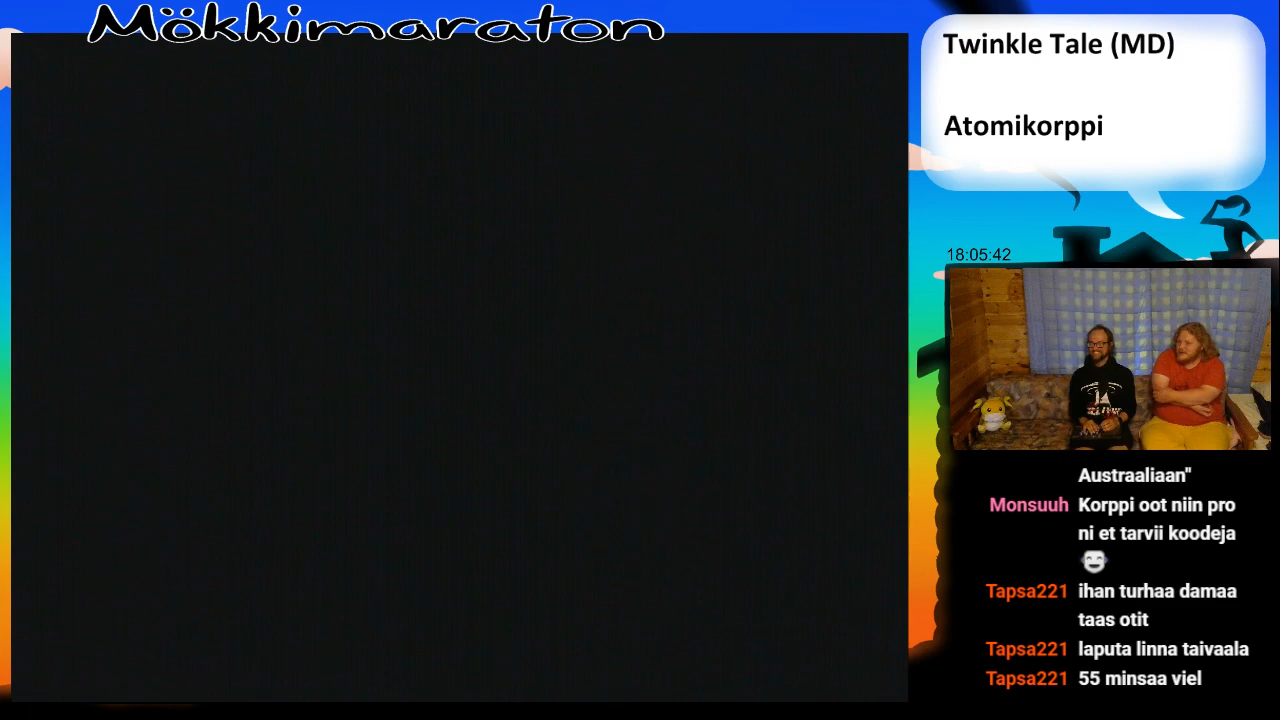 Mökkimaraton
Twinkle Tale (MD)
Atomikorppi
18:05:42
Austraaliaan"
Monsuuh Korppi oot niin pro
ni et tarvii koodeja
Tapsa221 ihan turhaa damaa
taas otit
Tapsa221 laputa linna taivaala
Tapsa221 55 minsaa viel